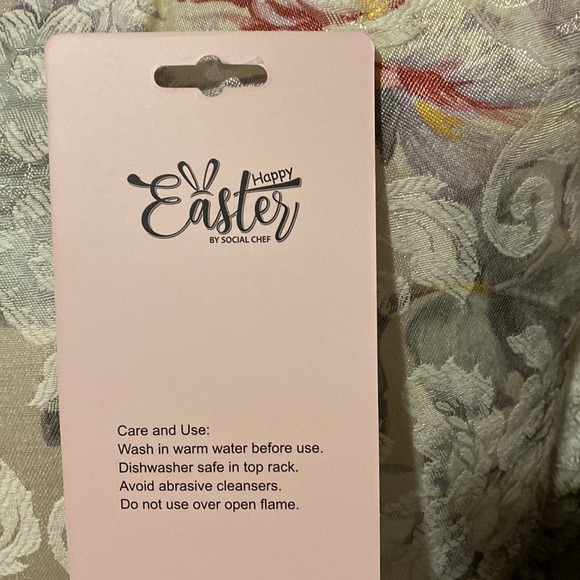 Happy
Easter
BY SOCIAL CHEF
Care and Use:
Wash in warm water before use.
Dishwasher safe in top rack.
Avoid abrasive cleansers.
Do not use over open flame.